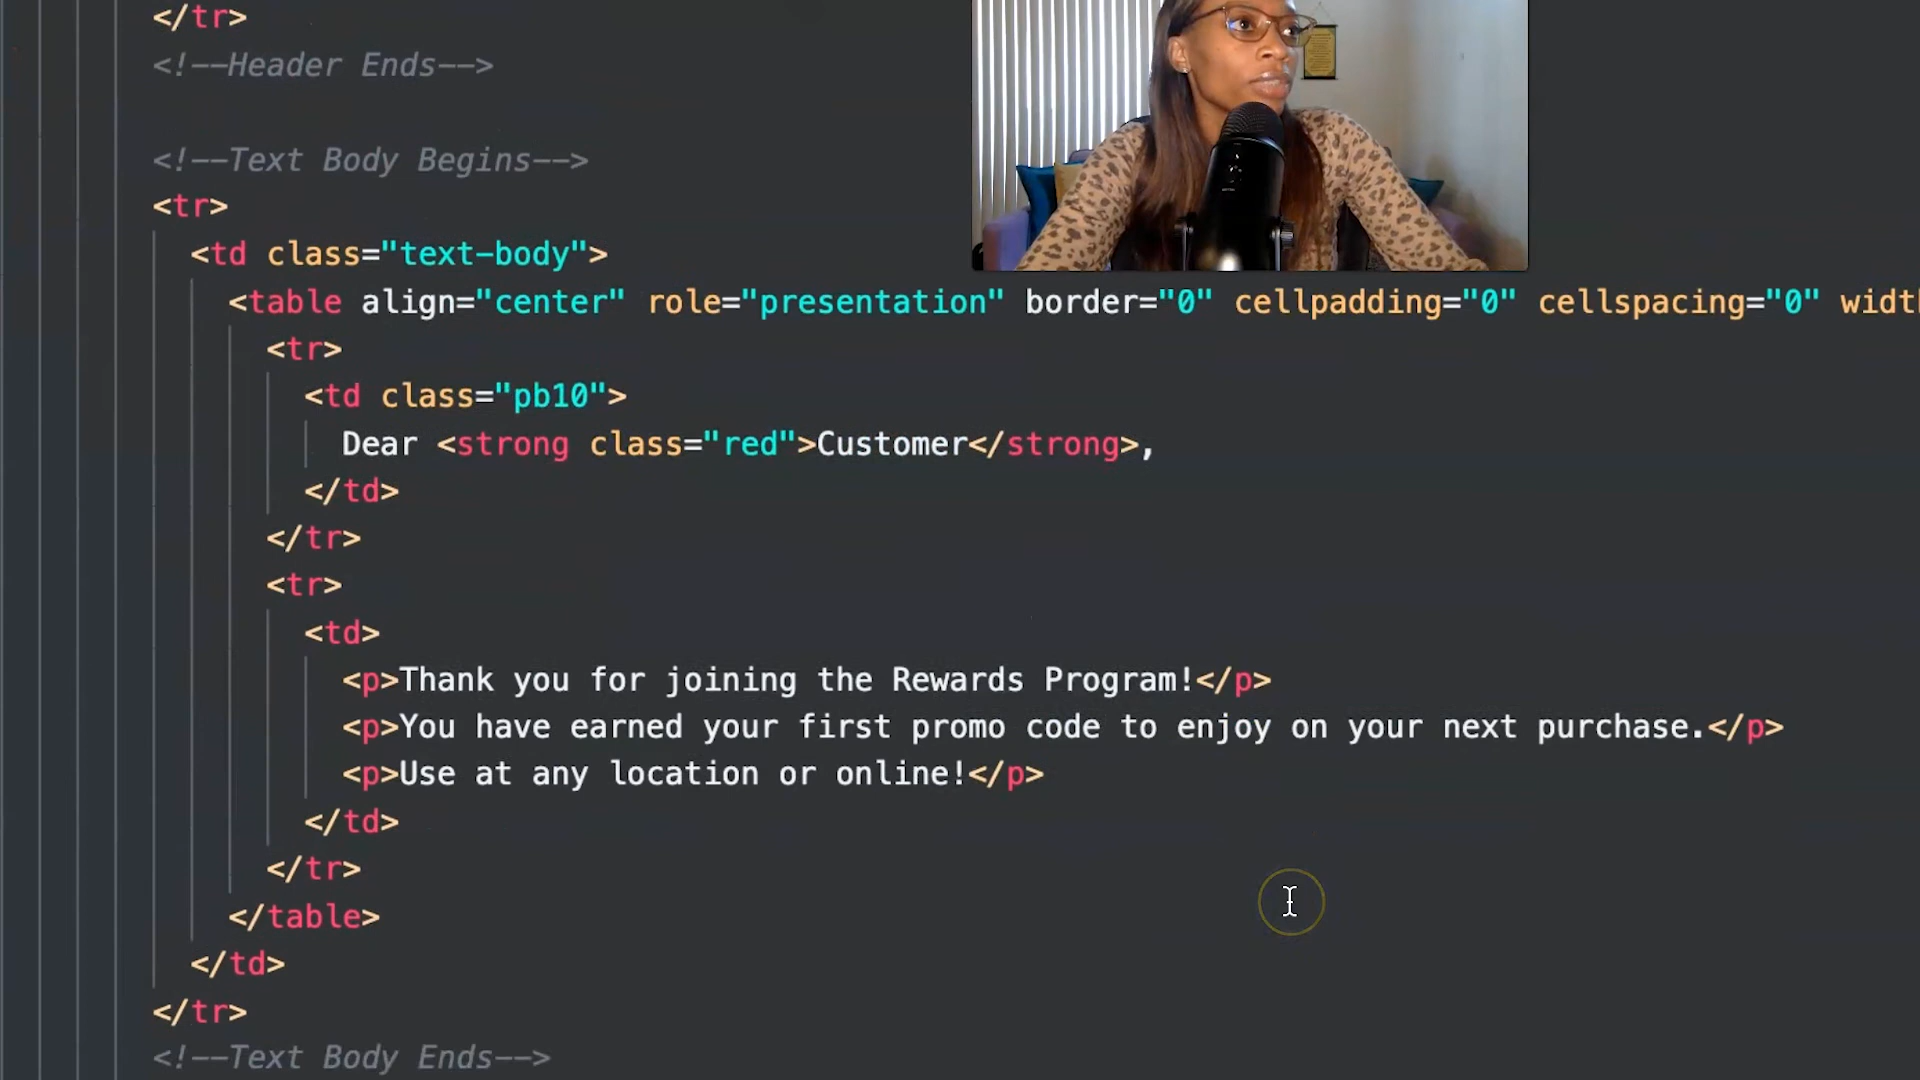 </tr>
<!--Header Ends-->
<!--Text Body Begins-->
<tr>
<td class="text-body">
<table align="center" role="presentation" border="0" cellpadding="0" cellspacing="0" widt
<tr>
<td class="pb10">
Dear <strong class="red">Customer</strong>,
</td>
</tr>
<tr>
<td>
<p>Thank you for joining the Rewards Program!</p>
<p>You have earned your first promo code to enjoy on your next purchase.</p>
<p>Use at any location or online!</p>
</td>
</tr>
</table>
</td>
</tr>
<!--Text Body Ends-->